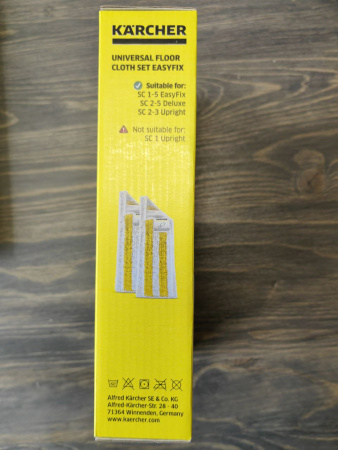 KÄRCHER
UNIVERSAL FLOOR
CLOTH SET EASYFIX
Suitable for:
SC 1-5 EasyFix
SC 2-5 Deluxe
SC 2-3 Upright
Not suitable for:
SC 1 Upright
Alfred Kärcher SE & Co. KG
Alfred-Kärcher-Str. 28 - 40
71364 Winnenden, Germany
www.kaercher.com